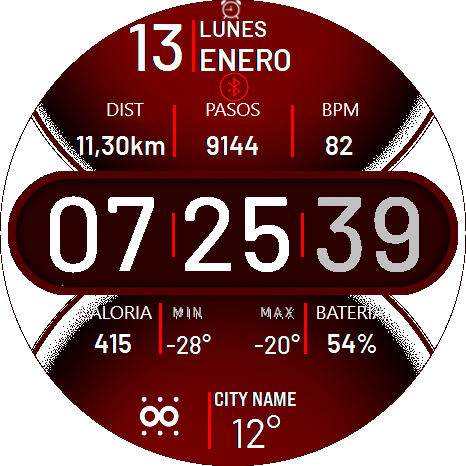 13 LUNES
ENERO
DIST PASOS BPM
11,30km 9144 82
07 25 39
ALORIA MIN MAX BATERIA
415 -28° -20° 54%
CITY NAME
12°